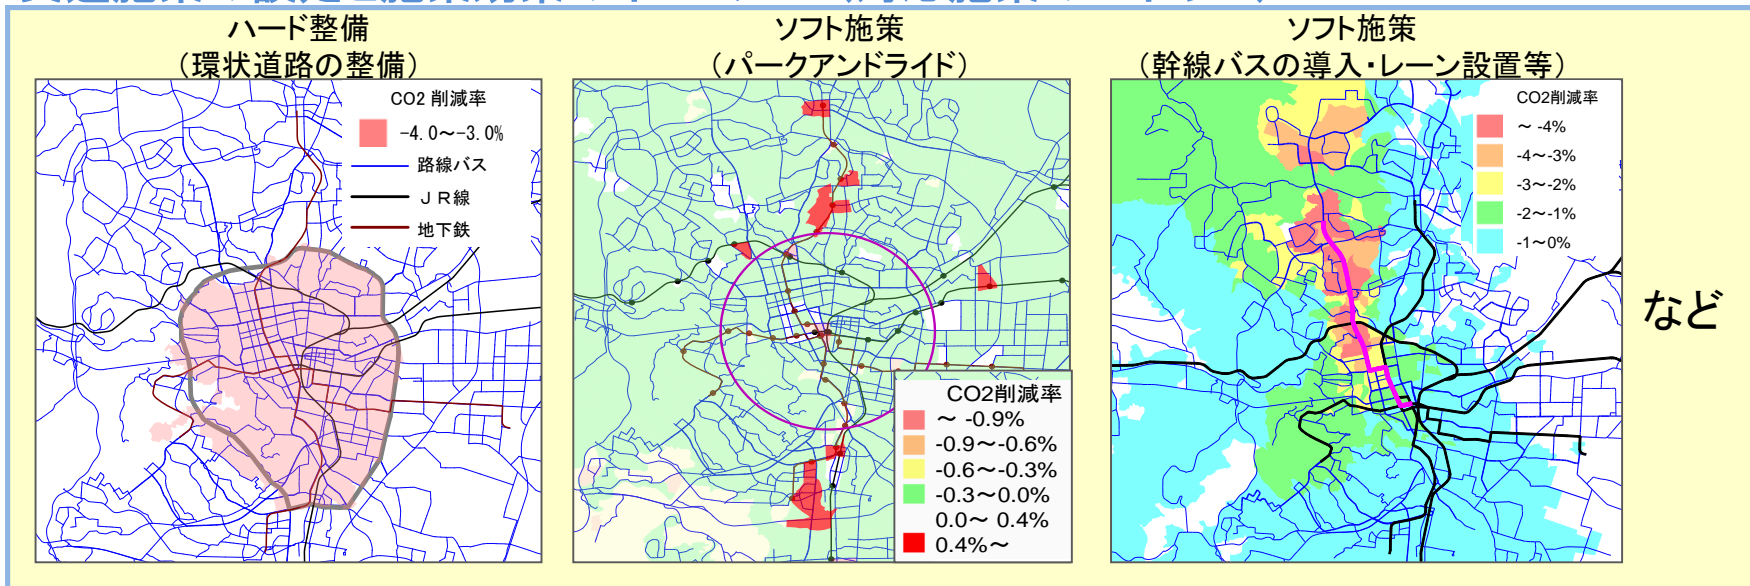 ハード整備
（環状道路の整備）
CO2 削減率
-4.0～-3.0%
路線バス
ＪＲ線
地下鉄
ソフト施策
（パークアンドライド）
CO2削減率
～ -0.9%
-0.9～-0.6%
-0.6～-0.3%
-0.3～0.0%
0.0～ 0.4%
0.4%～
ソフト施策
（幹線バスの導入・レーン設置等）
CO2削減率
～ -4%
-4～-3%
-3～-2%
-2～-1%
-1～0%
など